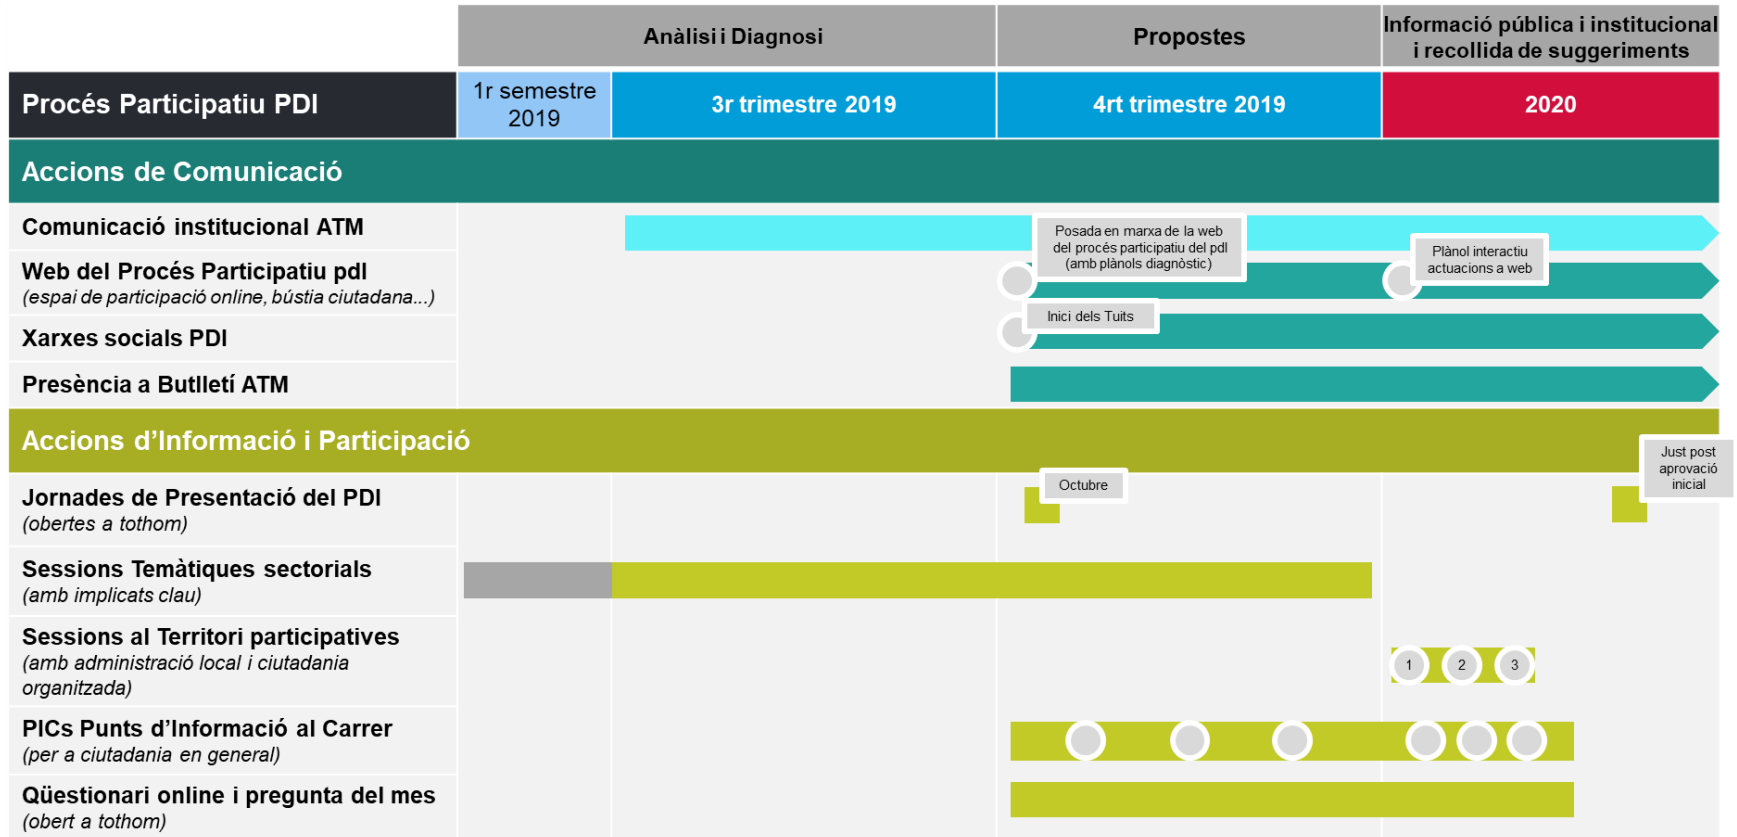 Anàlisi i Diagnosi
Propostes
Informació pública i institucional
i recollida de suggeriments
Procés Participatiu PDI
1r semestre
2019
3r trimestre 2019
4rt trimestre 2019
2020
Accions de Comunicació
Comunicació institucional ATM
Posada en marxa de la web
del procés participatiu del pdI
(amb plànols diagnòstic)
Plànol interactiu
actuacions a web
Web del Procés Participatiu pdI
(espai de participació online, bústia ciutadana...)
Inici dels Tuits
Xarxes socials PDI
Presència a Butlletí ATM
Accions d’Informació i Participació
Just post
aprovació
inicial
Jornades de Presentació del PDI
(obertes a tothom)
Octubre
Sessions Temàtiques sectorials
(amb implicats clau)
Sessions al Territori participatives
(amb administració local i ciutadania
organitzada)
1
2
3
PICs Punts d’Informació al Carrer
(per a ciutadania en general)
Qüestionari online i pregunta del mes
(obert a tothom)